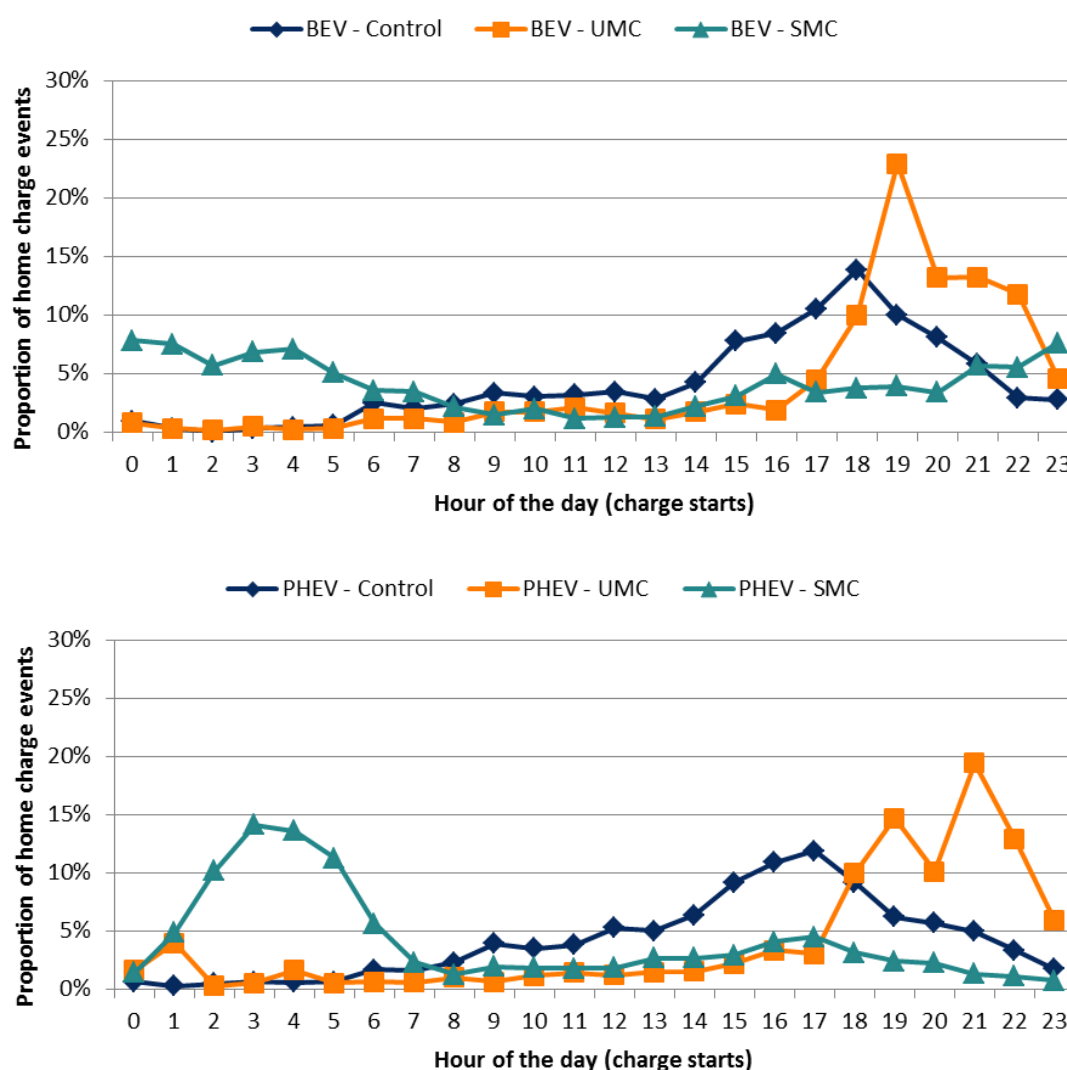 BEV - Control BEV - UMC BEV - SMC
30%
25%
20%
15%
10%
5%
0%
Proportion of home charge events
0 1 2 3 4 5 6 7 8 9 10 11 12 13 14 15 16 17 18 19 20 21 22 23
Hour of the day (charge starts)
PHEV - Control PHEV - UMC PHEV - SMC
30%
25%
20%
15%
10%
5%
0%
Proportion of home charge events
0 1 2 3 4 5 6 7 8 9 10 11 12 13 14 15 16 17 18 19 20 21 22 23
Hour of the day (charge starts)